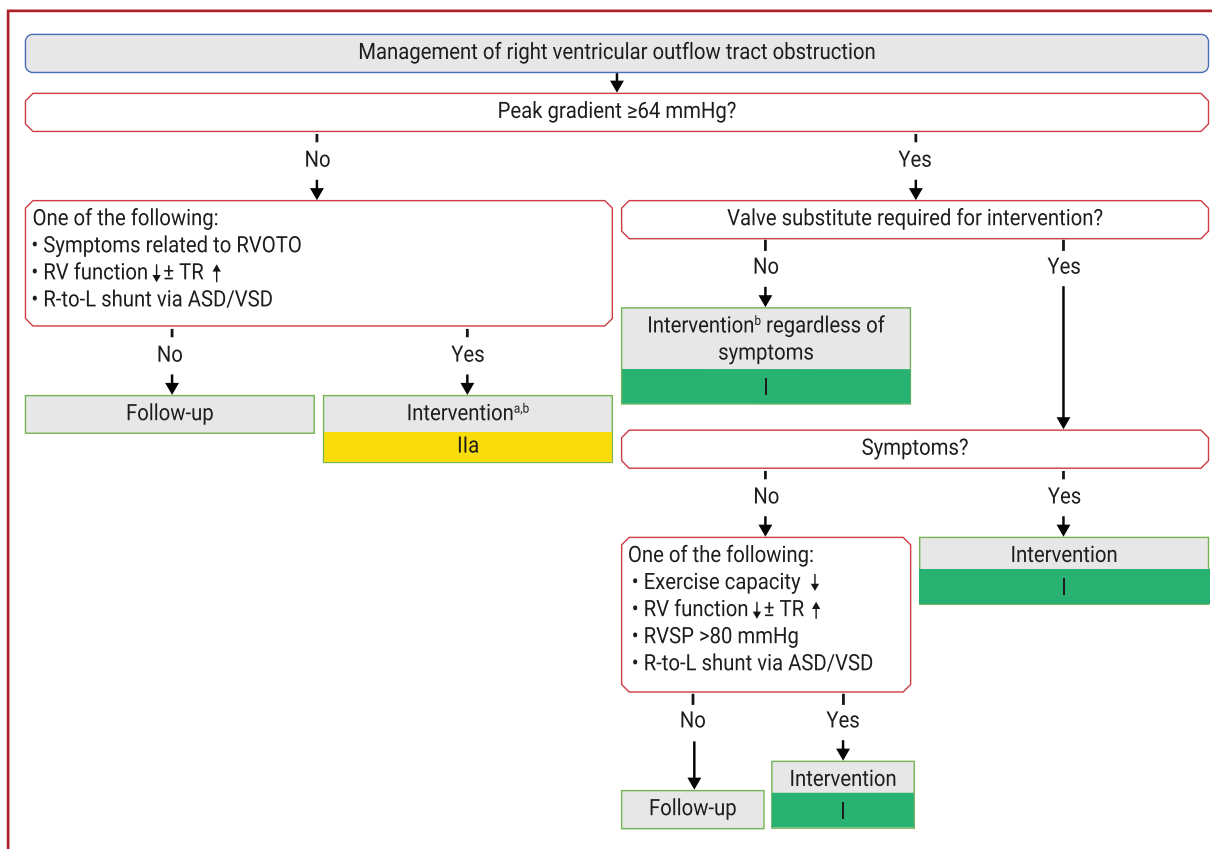 Management of right ventricular outflow tract obstruction
Peak gradient ≥64 mmHg?
No
Yes
One of the following:
• Symptoms related to RVOTO
• RV function ↓± TR ↑
• R-to-L shunt via ASD/VSD
Valve substitute required for intervention?
No
Yes
No
Yes
Intervention^b regardless of
symptoms
I
Follow-up
Intervention^a,b
IIa
Symptoms?
No
Yes
One of the following:
• Exercise capacity ↓
• RV function ↓± TR ↑
• RVSP >80 mmHg
• R-to-L shunt via ASD/VSD
Intervention
I
No
Yes
Follow-up
Intervention
I